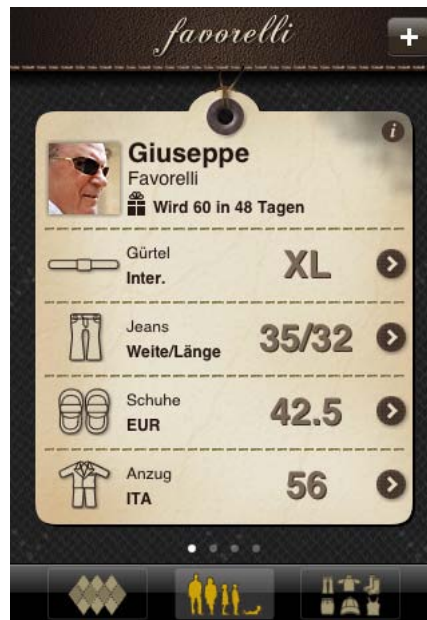 favorelli
+
i
Giuseppe
Favorelli
Wird 60 in 48 Tagen
Gürtel
Inter.
XL
Jeans
Weite/Länge
35/32
Schuhe
EUR
42.5
Anzug
ITA
56